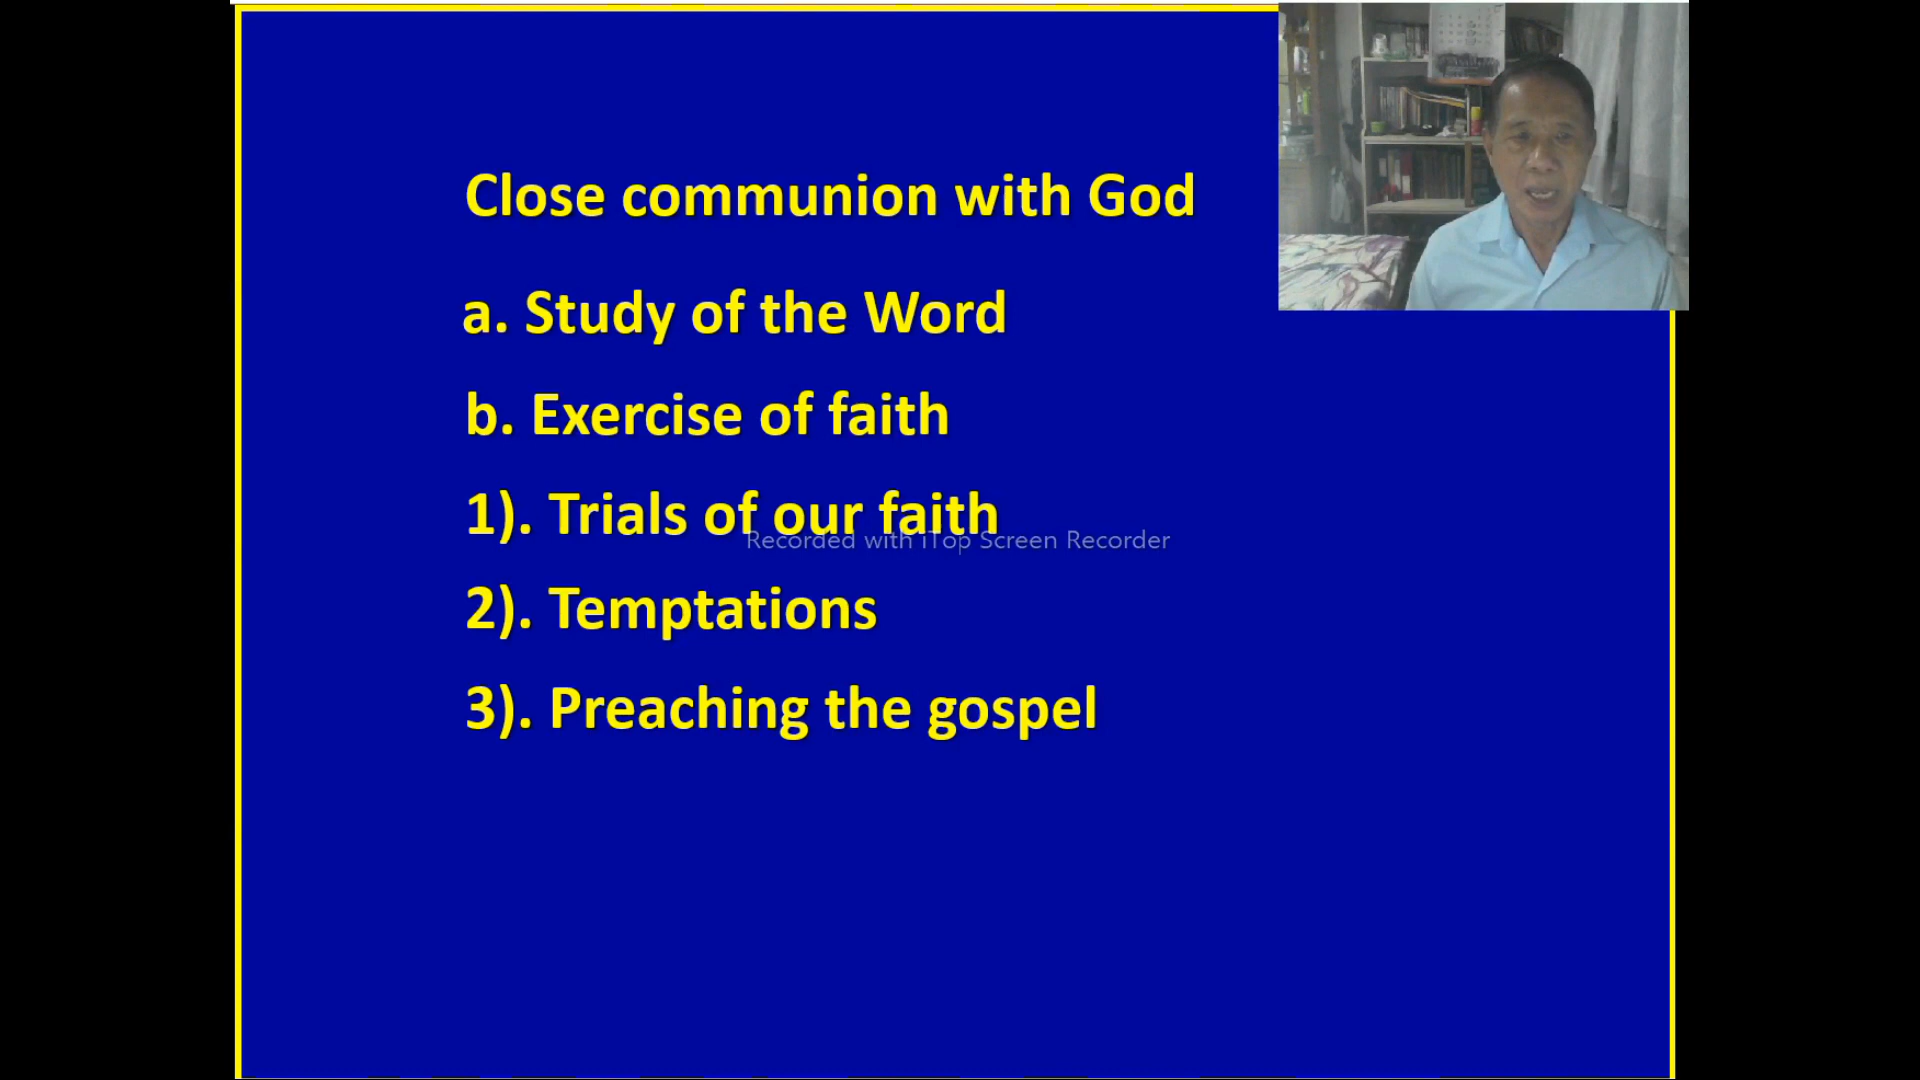 Close communion with God
a. Study of the Word
b. Exercise of faith
1). Trials of our faith
Recorded with iTop Screen Recorder
2). Temptations
3). Preaching the gospel